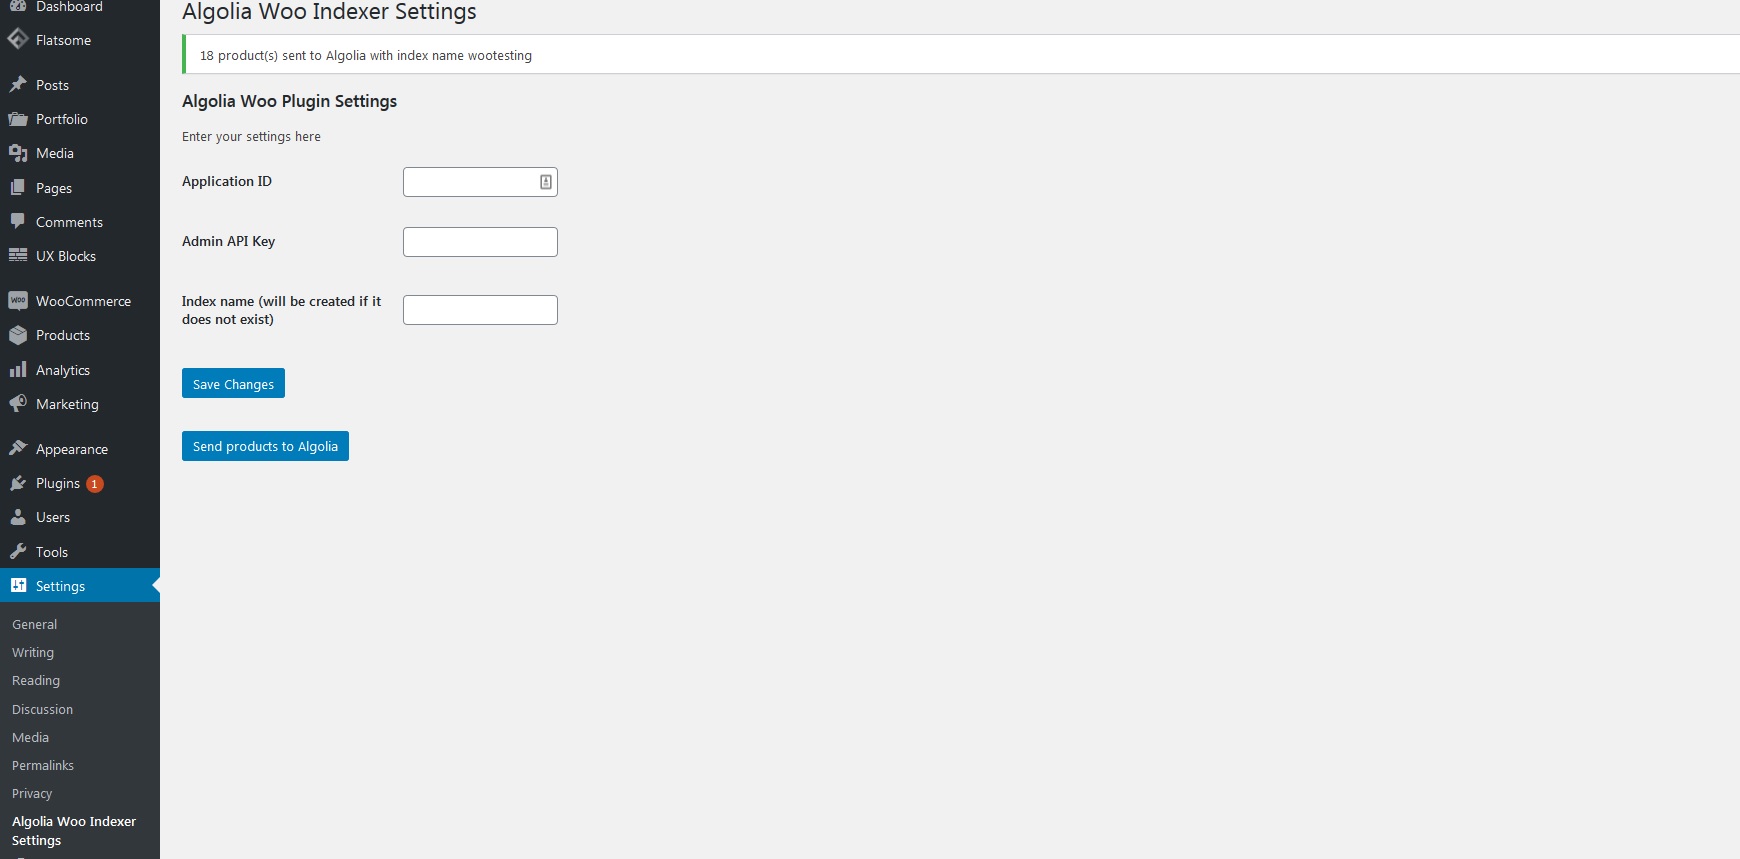 Dashboard
Flatsome
Posts
Portfolio
Media
Pages
Comments
UX Blocks
woo
WooCommerce
Products
Analytics
Marketing
Appearance
Plugins 1
Users
Tools
Settings
General
Writing
Reading
Discussion
Media
Permalinks
Privacy
Algolia Woo Indexer
Settings
Algolia Woo Indexer Settings
18 product(s) sent to Algolia with index name wootesting
Algolia Woo Plugin Settings
Enter your settings here
Application ID
Admin API Key
Index name (will be created if it
does not exist)
Save Changes
Send products to Algolia